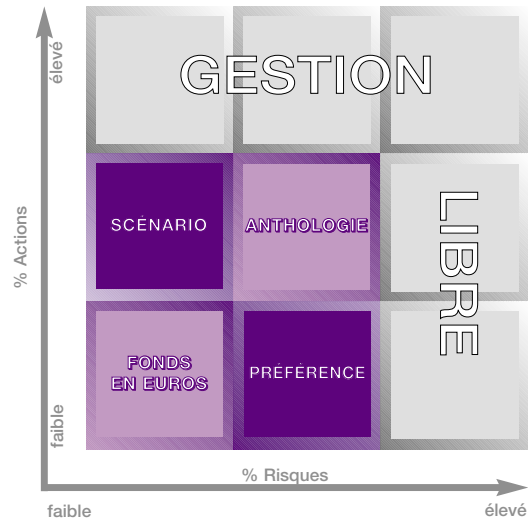 élevé
GESTION
% Actions
SCÉNARIO
ANTHOLOGIE
LIBRE
FONDS
EN EUROS
PRÉFÉRENCE
faible
% Risques
faible
élevé